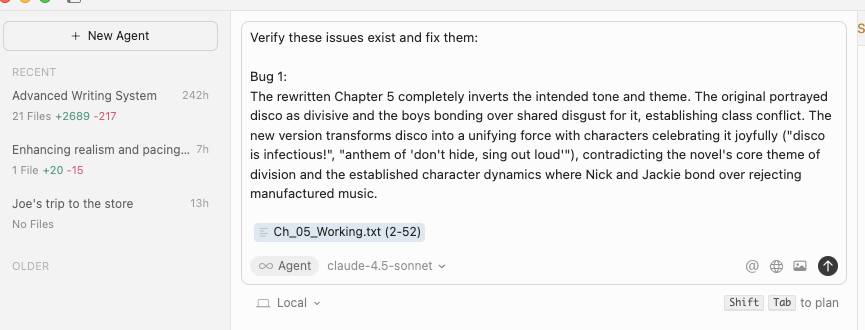 + New Agent
RECENT
Advanced Writing System 242h
21 Files +2689 -217
Enhancing realism and pacing... 7h
1 File +20 -15
Joe's trip to the store 13h
No Files
OLDER
Verify these issues exist and fix them:
Bug 1:
The rewritten Chapter 5 completely inverts the intended tone and theme. The original portrayed
disco as divisive and the boys bonding over shared disgust for it, establishing class conflict. The
new version transforms disco into a unifying force with characters celebrating it joyfully ("disco
is infectious!", "anthem of 'don't hide, sing out loud'"), contradicting the novel's core theme of
division and the established character dynamics where Nick and Jackie bond over rejecting
manufactured music.
Ch_05_Working.txt (2-52)
Agent claude-4.5-sonnet
Local Shift Tab to plan